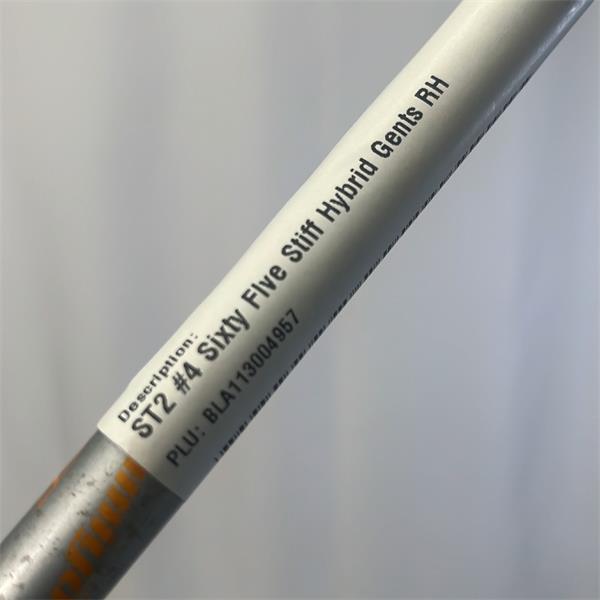 Description:
ST2 #4 Sixty Five Stiff Hybrid Gents RH
PLU: BLA113004957